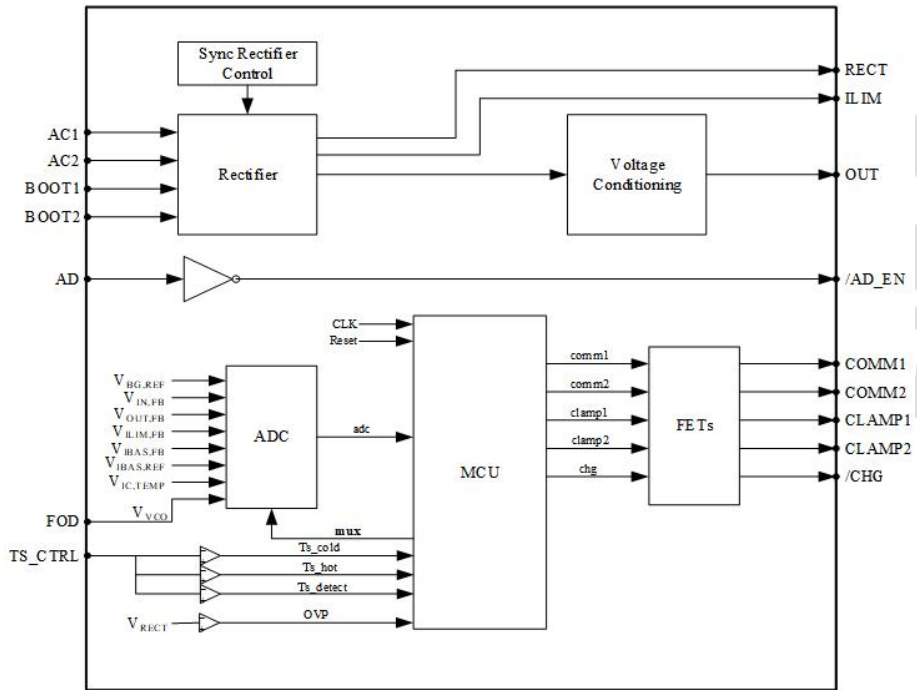 Sync Rectifier
Control
RECT
ILIM
AC1
AC2
BOOT1
BOOT2
Rectifier
Voltage
Conditioning
OUT
AD
/AD_EN
CLK
Reset
V_BG,REF
V_IN,FB
V_OUT,FB
V_ILIM,FB
V_IBAS,FB
V_IBAS,REF
V_IC,TEMP
V_VCO
FOD
TS_CTRL
ADC
adc
mux
Ts_cold
Ts_hot
Ts_detect
V_RECT
OVP
MCU
comm1
comm2
clamp1
clamp2
chg
FETs
COMM1
COMM2
CLAMP1
CLAMP2
/CHG